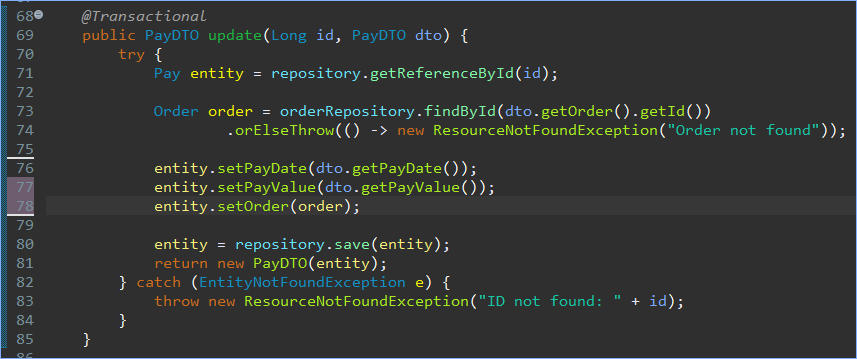 68 @Transactional
69 public PayDTO update(Long id, PayDTO dto) {
70 try {
71 Pay entity = repository.getReferenceById(id);
72
73 Order order = orderRepository.findById(dto.getOrder().getId())
74 .orElseThrow(() -> new ResourceNotFoundException("Order not found"));
75
76 entity.setPayDate(dto.getPayDate());
77 entity.setPayValue(dto.getPayValue());
78 entity.setOrder(order);
79
80 entity = repository.save(entity);
81 return new PayDTO(entity);
82 } catch (EntityNotFoundException e) {
83 throw new ResourceNotFoundException("ID not found: " + id);
84 }
85 }